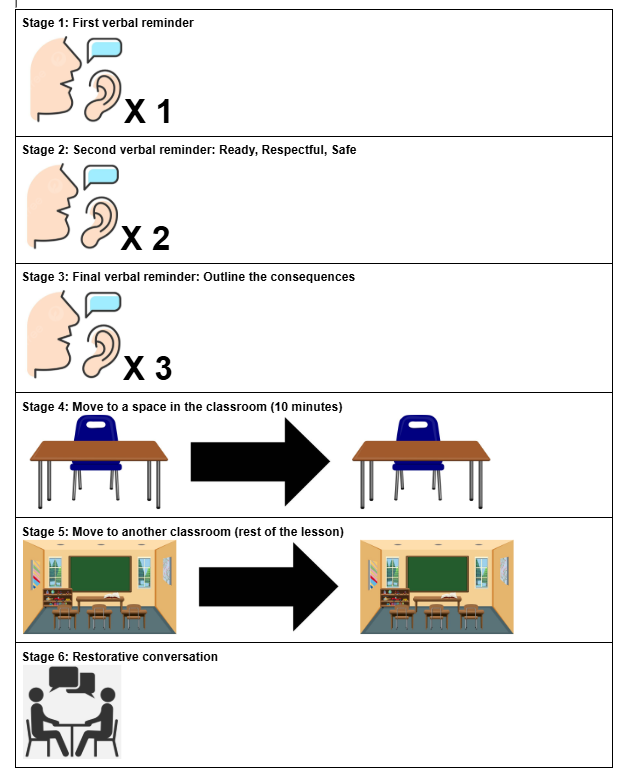 Stage 1: First verbal reminder
X 1
Stage 2: Second verbal reminder: Ready, Respectful, Safe
X 2
Stage 3: Final verbal reminder: Outline the consequences
X 3
Stage 4: Move to a space in the classroom (10 minutes)
Stage 5: Move to another classroom (rest of the lesson)
Stage 6: Restorative conversation